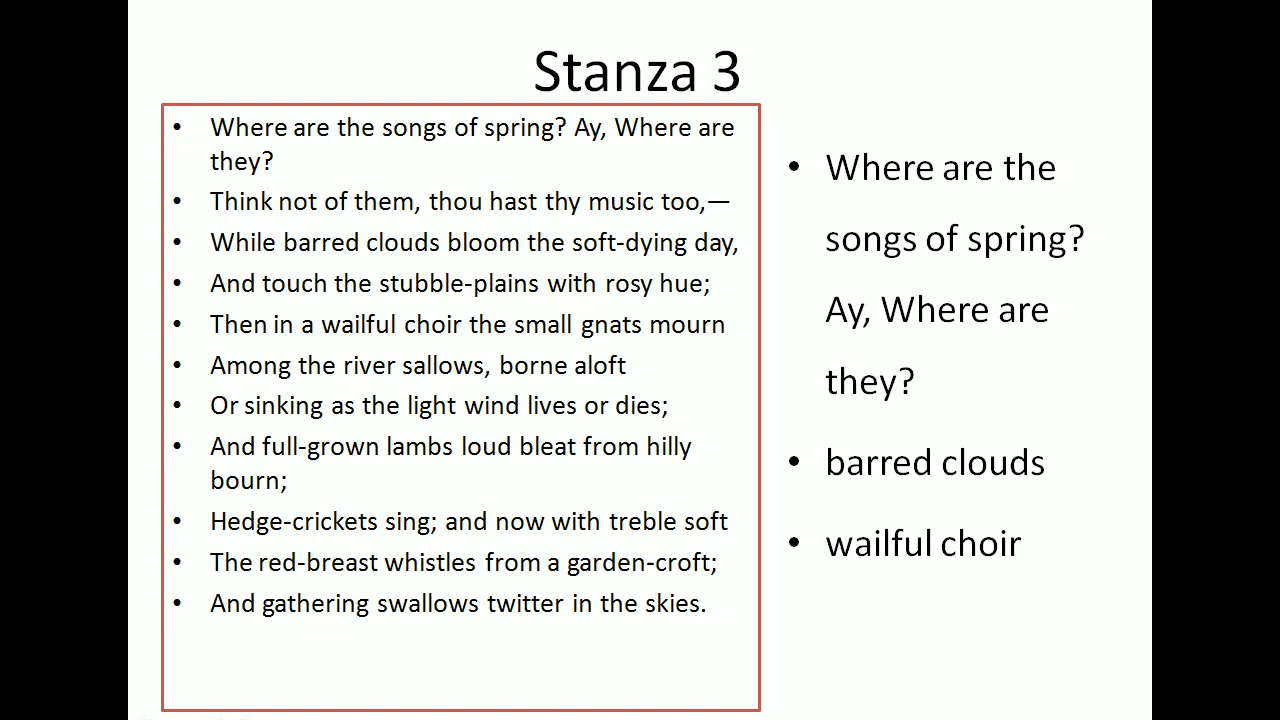 Stanza 3
• Where are the songs of spring? Ay, Where are
they?
• Think not of them, thou hast thy music too,—
• While barred clouds bloom the soft-dying day,
• And touch the stubble-plains with rosy hue;
• Then in a wailful choir the small gnats mourn
• Among the river sallows, borne aloft
• Or sinking as the light wind lives or dies;
• And full-grown lambs loud bleat from hilly
bourn;
• Hedge-crickets sing; and now with treble soft
• The red-breast whistles from a garden-croft;
• And gathering swallows twitter in the skies.
• Where are the
songs of spring?
Ay, Where are
they?
• barred clouds
• wailful choir